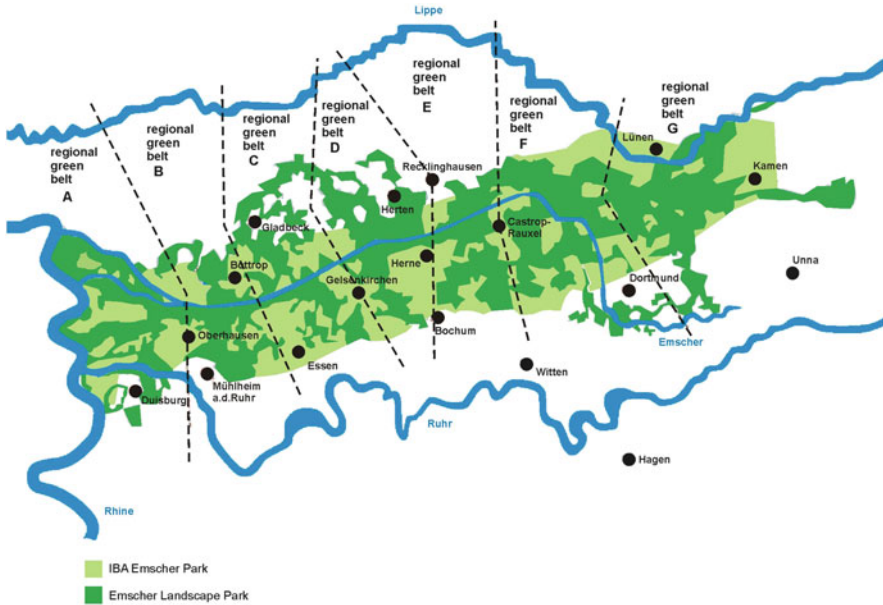 Lippe
regional
green
belt
A
regional
green
belt
B
regional
green
belt
C
regional
green
belt
D
regional
green
belt
E
regional
green
belt
F
regional
green
belt
G
Lünen
Recklinghausen
Kamen
Herten
Gladbeck
Castrop-
Rauxel
Herne
Unna
Bottrop
Gelsenkirchen
Dortmund
Oberhausen
Bochum
Emscher
Essen
Witten
Mühlheim
a.d.Ruhr
Duisburg
Ruhr
Hagen
Rhine
IBA Emscher Park
Emscher Landscape Park